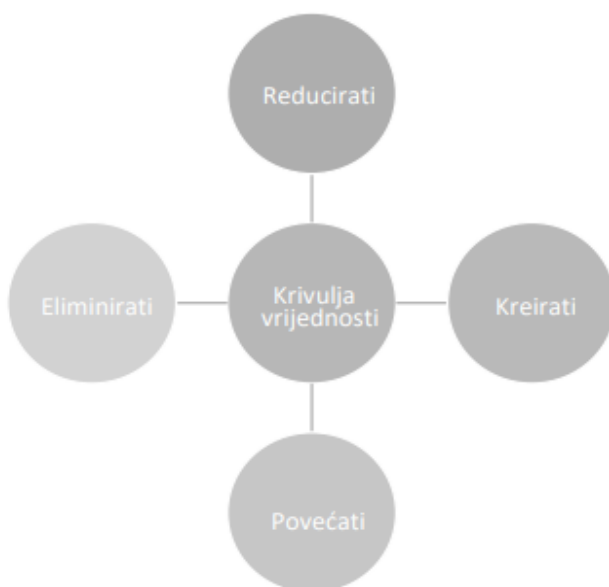 Reducirati
Eliminirati
Krivulja
vrijednosti
Kreirati
Povećati